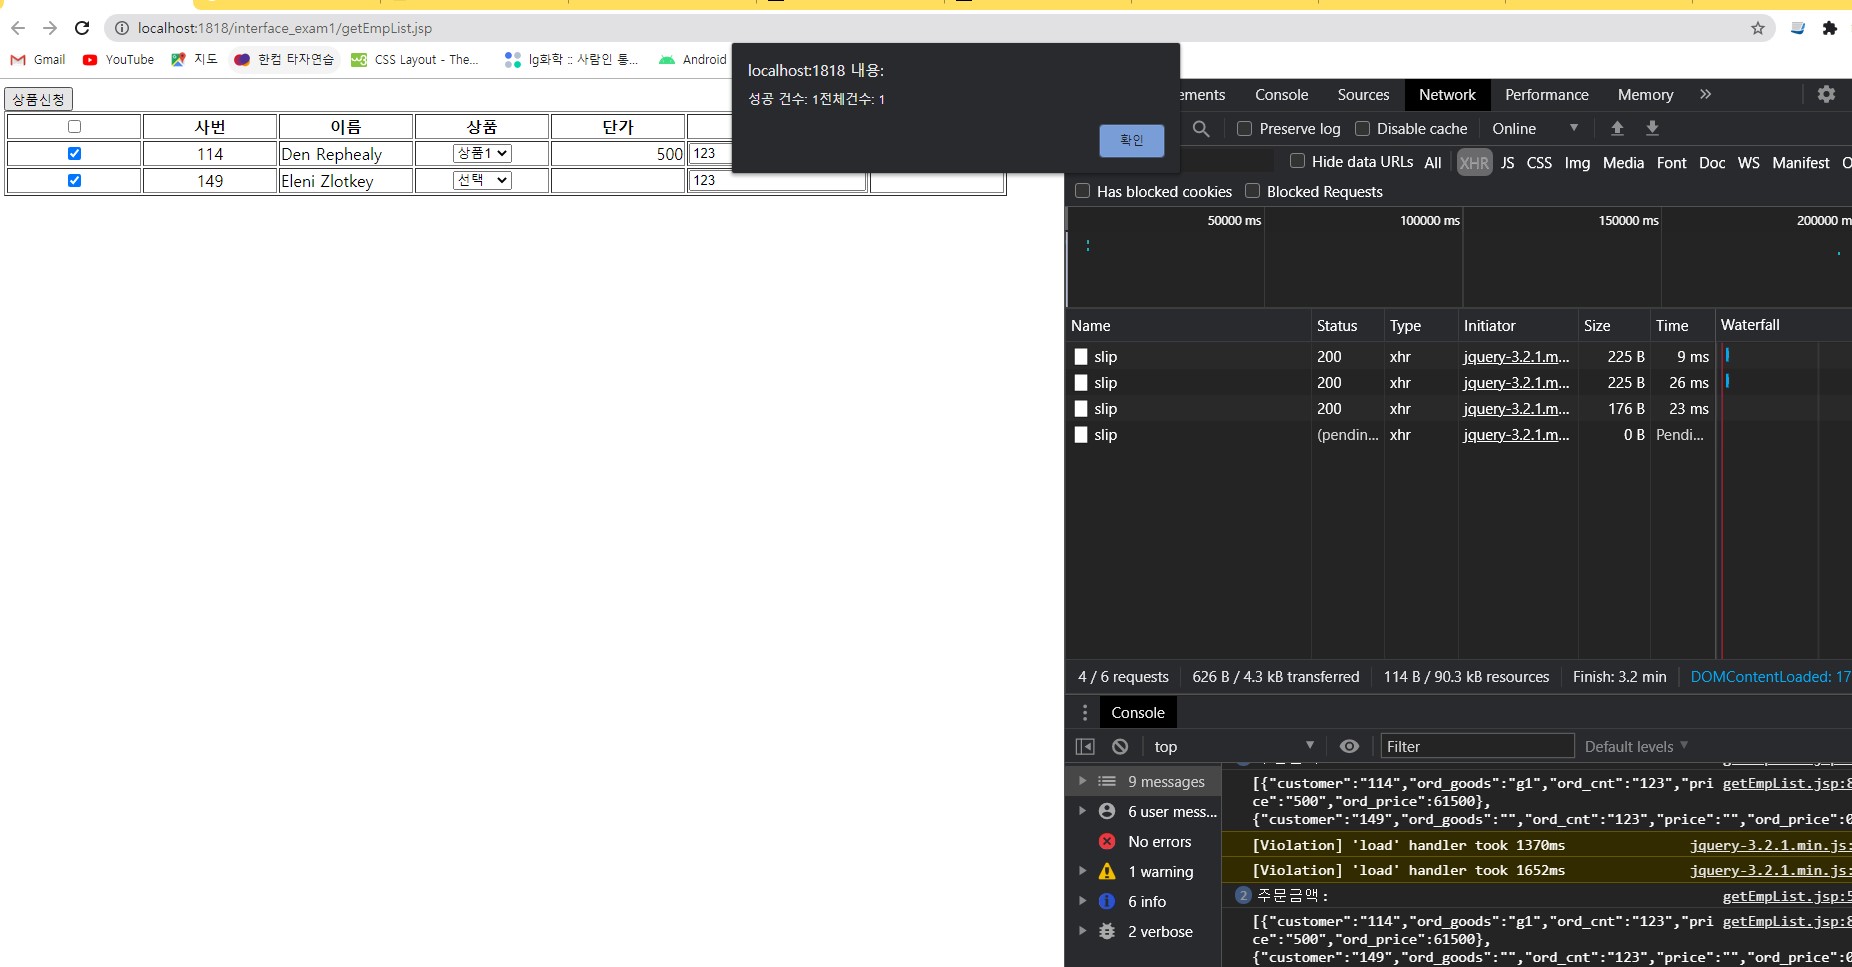 localhost:1818/interface_exam1/getEmpList.jsp
Gmail YouTube 지도 한컴 타자연습 CSS Layout - The... lg화학 :: 사람인 통... Android
localhost:1818 내용:
성공 건수: 1전체건수: 1
확인
상품신청
사번 이름 상품 단가
114 Den Rephealy 상품1 500 123
149 Eleni Zlotkey 선택 123
ements Console Sources Network Performance Memory »
Preserve log Disable cache Online
Hide data URLs All XHR JS CSS Img Media Font Doc WS Manifest O
Has blocked cookies Blocked Requests
50000 ms 100000 ms 150000 ms 200000 m
Name Status Type Initiator Size Time Waterfall
slip 200 xhr jquery-3.2.1.m... 225 B 9 ms
slip 200 xhr jquery-3.2.1.m... 225 B 26 ms
slip 200 xhr jquery-3.2.1.m... 176 B 23 ms
slip (pendin... xhr jquery-3.2.1.m... 0 B Pendi...
4 / 6 requests 626 B / 4.3 kB transferred 114 B / 90.3 kB resources Finish: 3.2 min DOMContentLoaded: 17
Console
top Filter Default levels
9 messages
6 user mess...
No errors
1 warning
6 info
2 verbose
[{"customer":"114","ord_goods":"g1","ord_cnt":"123","pri getEmpList.jsp:8
ce":"500","ord_price":61500},
{"customer":"149","ord_goods":"","ord_cnt":"123","price":"","ord_price":0
[Violation] 'load' handler took 1370ms jquery-3.2.1.min.js:
[Violation] 'load' handler took 1652ms jquery-3.2.1.min.js:
2 주문금액: getEmpList.jsp:5
[{"customer":"114","ord_goods":"g1","ord_cnt":"123","pri getEmpList.jsp:8
ce":"500","ord_price":61500},
{"customer":"149","ord_goods":"","ord_cnt":"123","price":"","ord_price":0